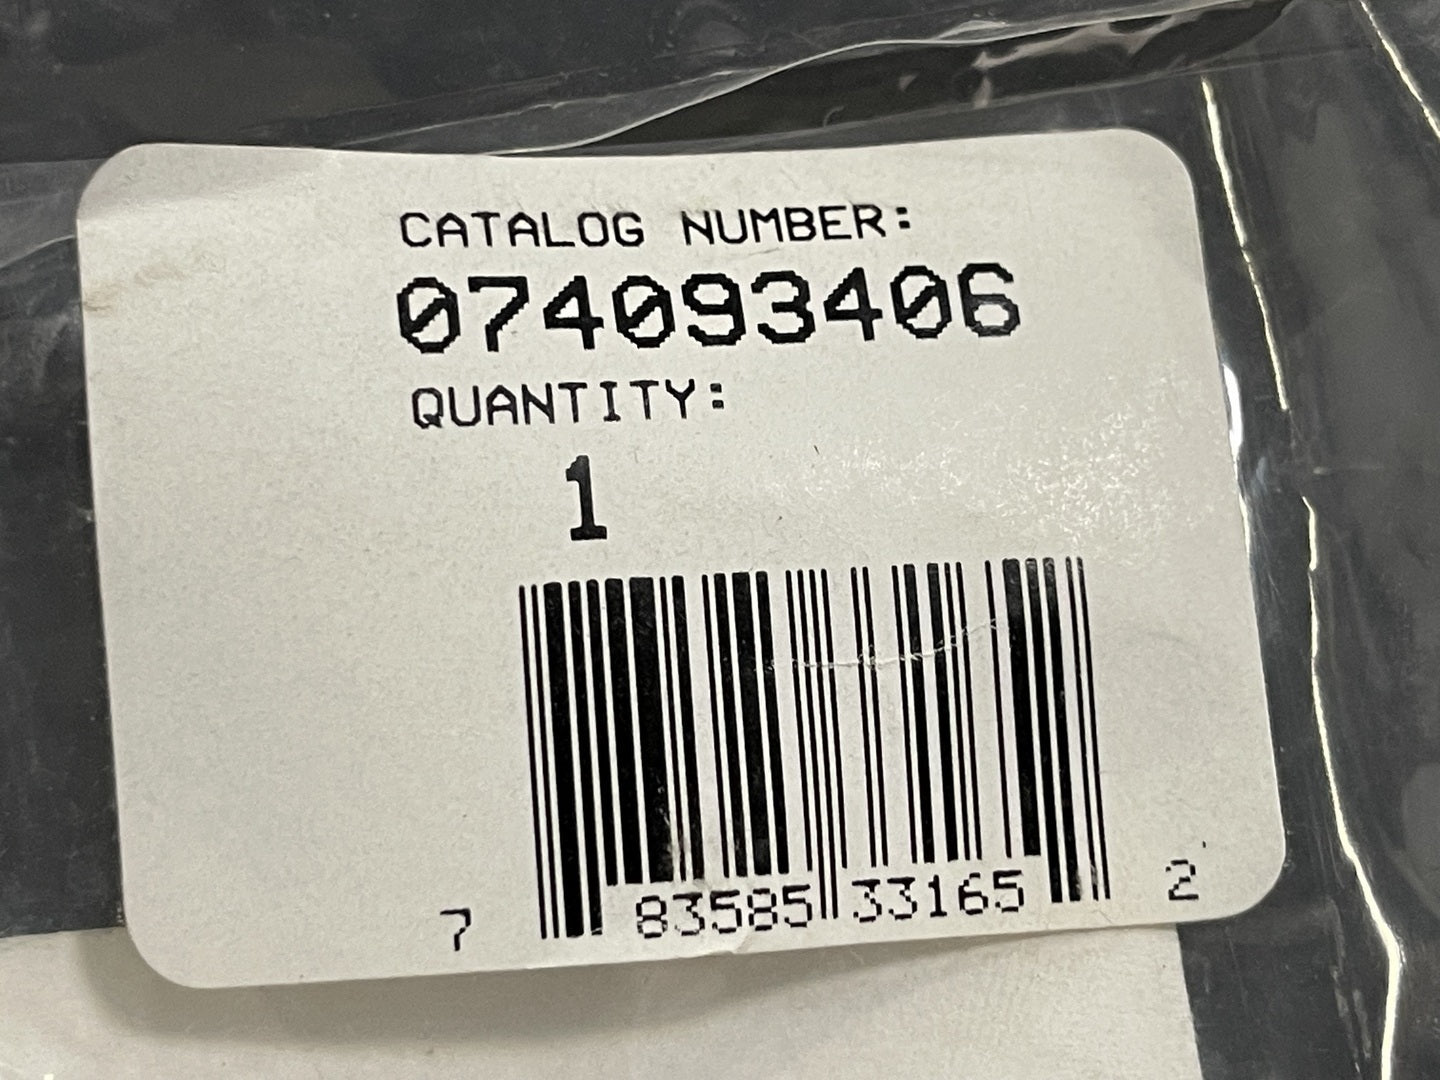 CATALOG NUMBER:
074093406
QUANTITY:
1
7 83585 33165 2